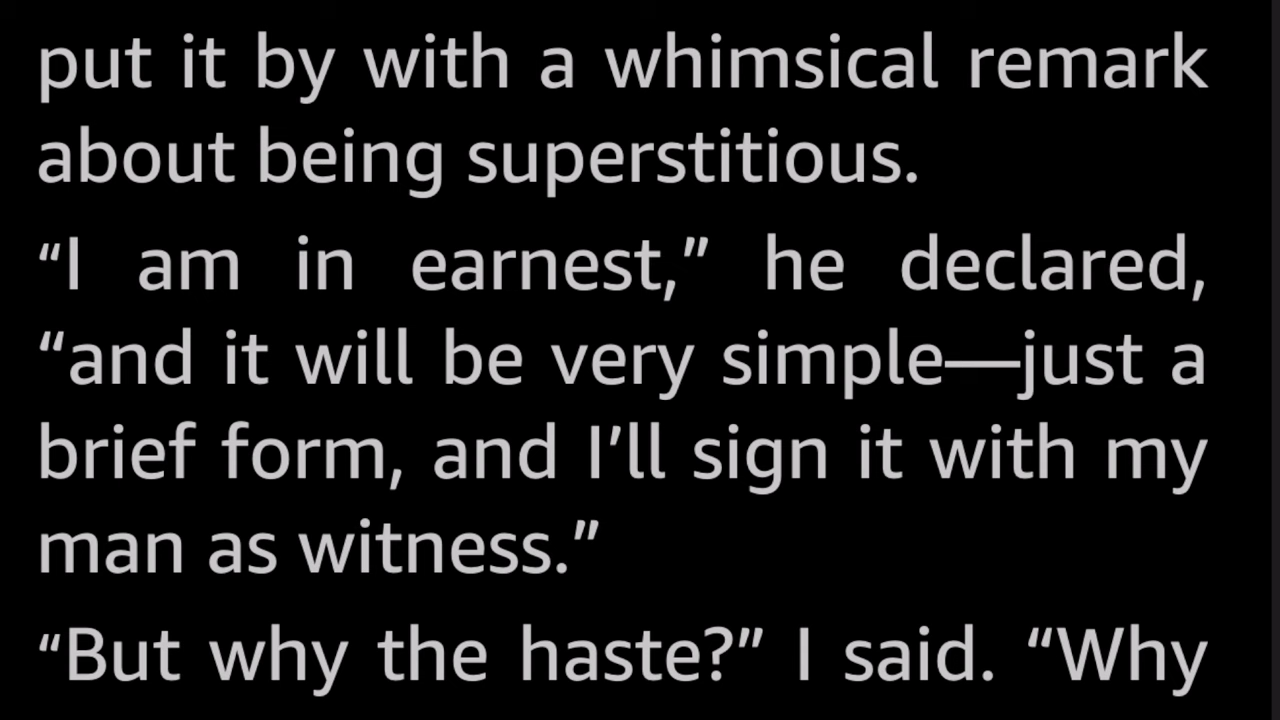 put it by with a whimsical remark
about being superstitious.
“I am in earnest,” he declared,
“and it will be very simple—just a
brief form, and I’ll sign it with my
man as witness.”
“But why the haste?” I said. “Why